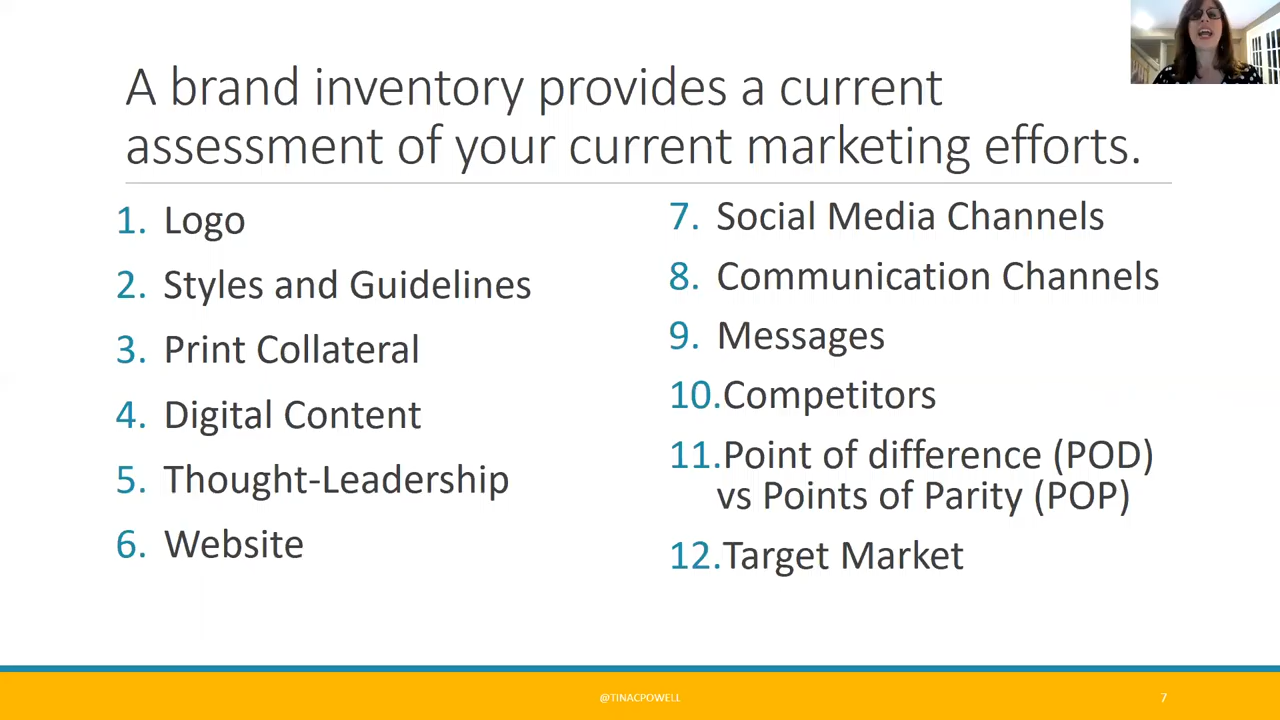 A brand inventory provides a current
assessment of your current marketing efforts.
1. Logo
2. Styles and Guidelines
3. Print Collateral
4. Digital Content
5. Thought-Leadership
6. Website
7. Social Media Channels
8. Communication Channels
9. Messages
10.Competitors
11.Point of difference (POD)
vs Points of Parity (POP)
12.Target Market
@TINACPOWELL
7